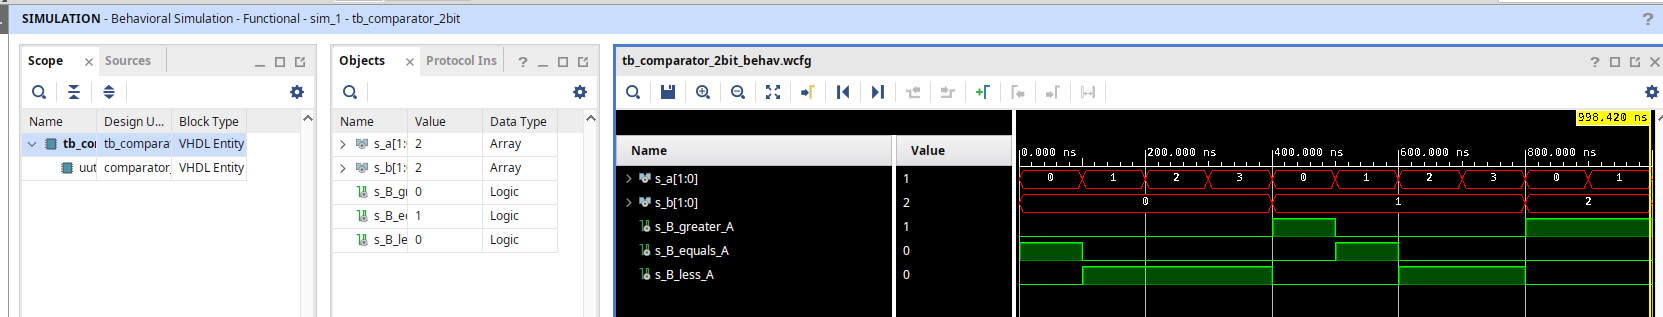 SIMULATION - Behavioral Simulation - Functional - sim_1 - tb_comparator_2bit
?
Scope
Sources
Name Design U... Block Type
tb_com tb_compara VHDL Entity
uut comparator_ VHDL Entity
Objects
Protocol Ins
?
Name Value Data Type
s_a[1: 2 Array
s_b[1: 2 Array
s_B_g 0 Logic
s_B_e 1 Logic
s_B_le 0 Logic
tb_comparator_2bit_behav.wcfg
?
998.420 ns
Name Value
0.000 ns 200.000 ns 400.000 ns 600.000 ns 800.000 ns
s_a[1:0] 1 0 1 2 3 0 1 2 3 0 1
s_b[1:0] 2 0 1 2
s_B_greater_A 1
s_B_equals_A 0
s_B_less_A 0